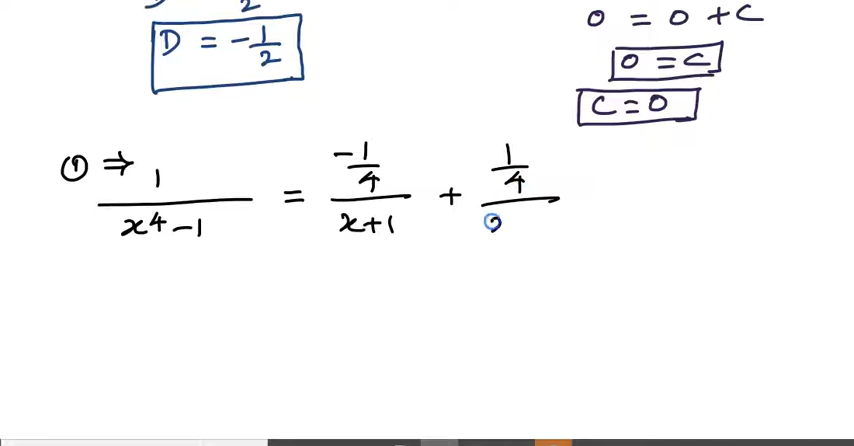 D = -1/2
0 = 0 + C
0 = C
C = 0
① ⇒ 1/(x⁴-1) = (-1/4)/(x+1) + (1/4)/